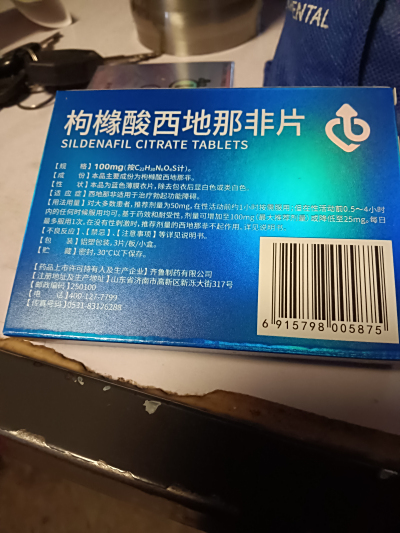 ENTAL
枸橼酸西地那非片
SILDENAFIL CITRATE TABLETS
【规 格】100mg(按C₂₂H₃₀N₆O₄S计)。
【成 份】本品主要成份为枸橼酸西地那非。
【性 状】本品为蓝色薄膜衣片,除去包衣后显白色或类白色。
【适 应 症】西地那非适用于治疗勃起功能障碍。
【用法用量】对大多数患者,推荐剂量为50mg,在性活动前约1小时按需服用;但在性活动前0.5~4小时
内的任何时候服用均可。基于药效和耐受性,剂量可增加至100mg(最大推荐剂量)或降低至25mg。每日
最多服用1次。在没有性刺激时,推荐剂量的西地那非不起作用。详见说明书。
【不良反应】、【禁忌】、【注意事项】等详见说明书。
【包 装】铝塑包装,3片/板/小盒。
【贮 藏】密封,30℃以下保存。
【药品上市许可持有人及生产企业】齐鲁制药有限公司
【注册地址及生产地址】山东省济南市高新区新泺大街317号
【邮政编码】250100
【电 话】400-127-7799
【传真号码】0531-83126288
6 915798 005875